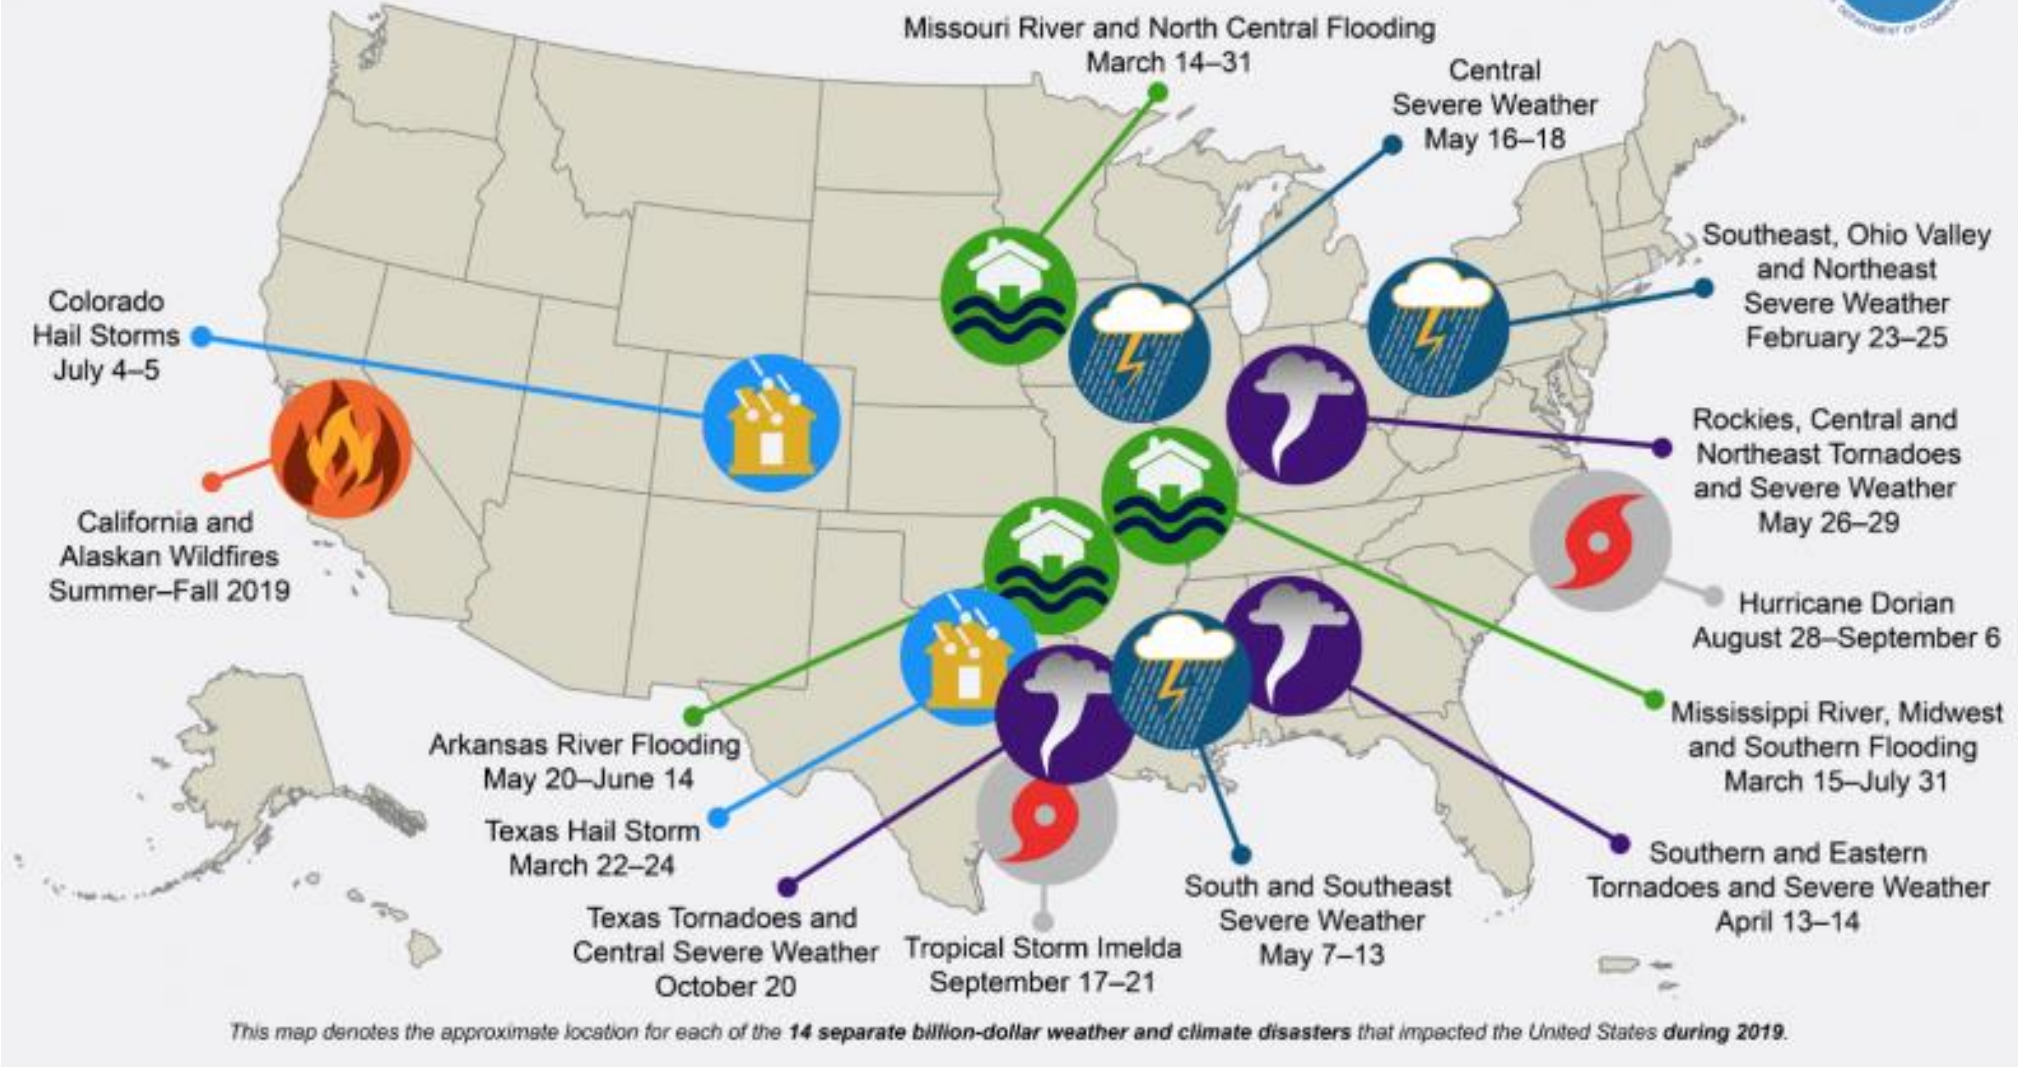 DEPARTMENT OF COMMERCE
Missouri River and North Central Flooding
March 14–31
Central
Severe Weather
May 16–18
Southeast, Ohio Valley
and Northeast
Severe Weather
February 23–25
Colorado
Hail Storms
July 4–5
Rockies, Central and
Northeast Tornadoes
and Severe Weather
May 26–29
California and
Alaskan Wildfires
Summer–Fall 2019
Hurricane Dorian
August 28–September 6
Mississippi River, Midwest
and Southern Flooding
March 15–July 31
Arkansas River Flooding
May 20–June 14
Texas Hail Storm
March 22–24
Southern and Eastern
Tornadoes and Severe Weather
April 13–14
Texas Tornadoes and
Central Severe Weather
October 20
Tropical Storm Imelda
September 17–21
South and Southeast
Severe Weather
May 7–13
This map denotes the approximate location for each of the 14 separate billion-dollar weather and climate disasters that impacted the United States during 2019.